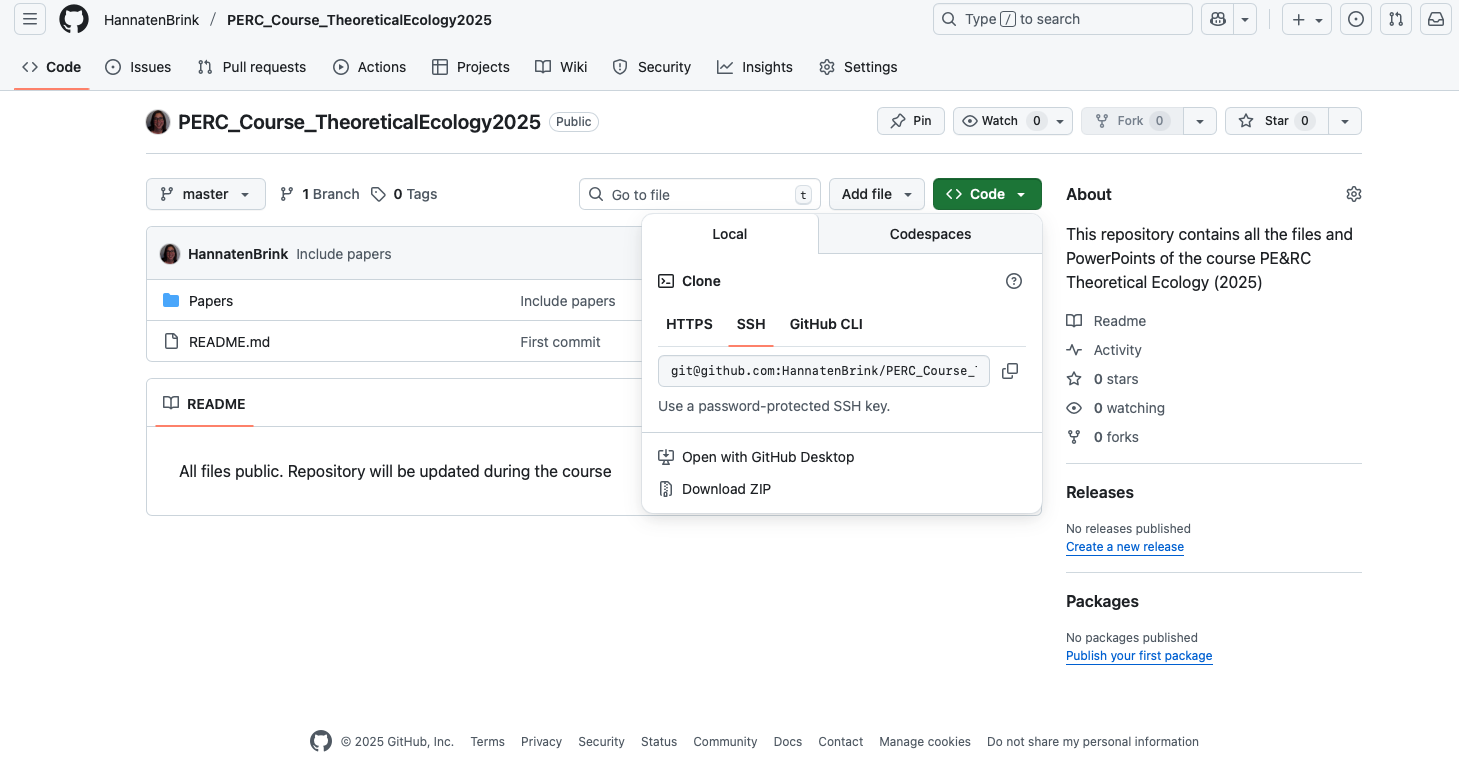 HannatenBrink / PERC_Course_TheoreticalEcology2025
Type / to search
Code Issues Pull requests Actions Projects Wiki Security Insights Settings
PERC_Course_TheoreticalEcology2025 Public
Pin Watch 0 Fork 0 Star 0
master 1 Branch 0 Tags
Go to file t Add file Code
HannatenBrink Include papers
Papers Include papers
README.md First commit
README
All files public. Repository will be updated during the course
Local Codespaces
Clone
HTTPS SSH GitHub CLI
git@github.com:HannatenBrink/PERC_Course_
Use a password-protected SSH key.
Open with GitHub Desktop
Download ZIP
About
This repository contains all the files and
PowerPoints of the course PE&RC
Theoretical Ecology (2025)
Readme
Activity
0 stars
0 watching
0 forks
Releases
No releases published
Create a new release
Packages
No packages published
Publish your first package
© 2025 GitHub, Inc. Terms Privacy Security Status Community Docs Contact Manage cookies Do not share my personal information